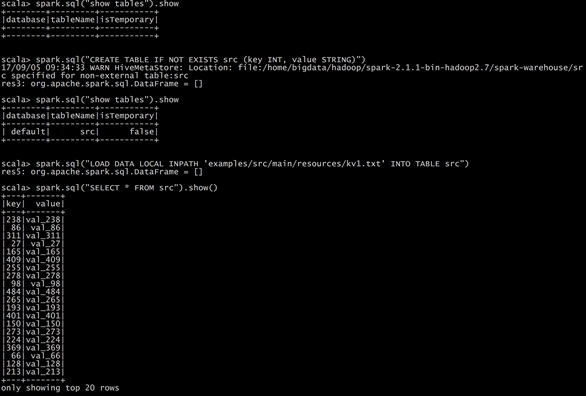 scala> spark.sql("show tables").show
+--------+---------+-----------+
|database|tableName|isTemporary|
+--------+---------+-----------+
+--------+---------+-----------+
scala> spark.sql("CREATE TABLE IF NOT EXISTS src (key INT, value STRING)")
17/09/05 09:34:33 WARN HiveMetaStore: Location: file:/home/bigdata/hadoop/spark-2.1.1-bin-hadoop2.7/spark-warehouse/sr
c specified for non-external table:src
res3: org.apache.spark.sql.DataFrame = []
scala> spark.sql("show tables").show
+--------+---------+-----------+
|database|tableName|isTemporary|
+--------+---------+-----------+
| default|      src|      false|
+--------+---------+-----------+
scala> spark.sql("LOAD DATA LOCAL INPATH 'examples/src/main/resources/kv1.txt' INTO TABLE src")
res5: org.apache.spark.sql.DataFrame = []
scala> spark.sql("SELECT * FROM src").show()
+---+-------+
|key|  value|
+---+-------+
|238|val_238|
| 86| val_86|
|311|val_311|
| 27| val_27|
|165|val_165|
|409|val_409|
|255|val_255|
|278|val_278|
| 98| val_98|
|484|val_484|
|265|val_265|
|193|val_193|
|401|val_401|
|150|val_150|
|273|val_273|
|224|val_224|
|369|val_369|
| 66| val_66|
|128|val_128|
|213|val_213|
+---+-------+
only showing top 20 rows